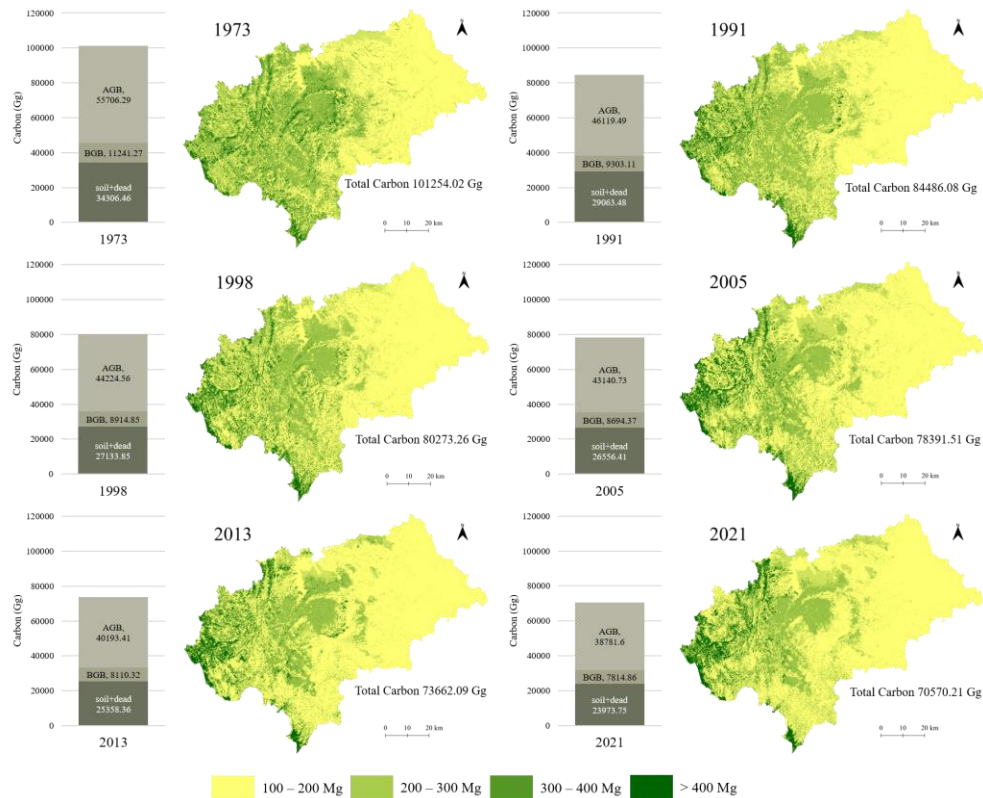 1973
Carbon (Gg)
120000
100000
80000
60000
40000
20000
0
AGB,
55706.29
BGB, 11241.27
soil+dead
34306.46
1973
Total Carbon 101254.02 Gg
0 10 20 km
1991
Carbon (Gg)
120000
100000
80000
60000
40000
20000
0
AGB,
46119.49
BGB, 9303.11
soil+dead
29063.48
1991
Total Carbon 84486.08 Gg
0 10 20 km
1998
Carbon (Gg)
120000
100000
80000
60000
40000
20000
0
AGB,
44224.56
BGB, 8914.85
soil+dead
27133.85
1998
Total Carbon 80273.26 Gg
0 10 20 km
2005
Carbon (Gg)
120000
100000
80000
60000
40000
20000
0
AGB,
43140.73
BGB, 8694.37
soil+dead
26556.41
2005
Total Carbon 78391.51 Gg
0 10 20 km
2013
Carbon (Gg)
120000
100000
80000
60000
40000
20000
0
AGB,
40193.41
BGB, 8110.32
soil+dead
25358.36
2013
Total Carbon 73662.09 Gg
0 10 20 km
2021
Carbon (Gg)
120000
100000
80000
60000
40000
20000
0
AGB,
38781.6
BGB, 7814.86
soil+dead
23973.75
2021
Total Carbon 70570.21 Gg
0 10 20 km
100 – 200 Mg
200 – 300 Mg
300 – 400 Mg
> 400 Mg